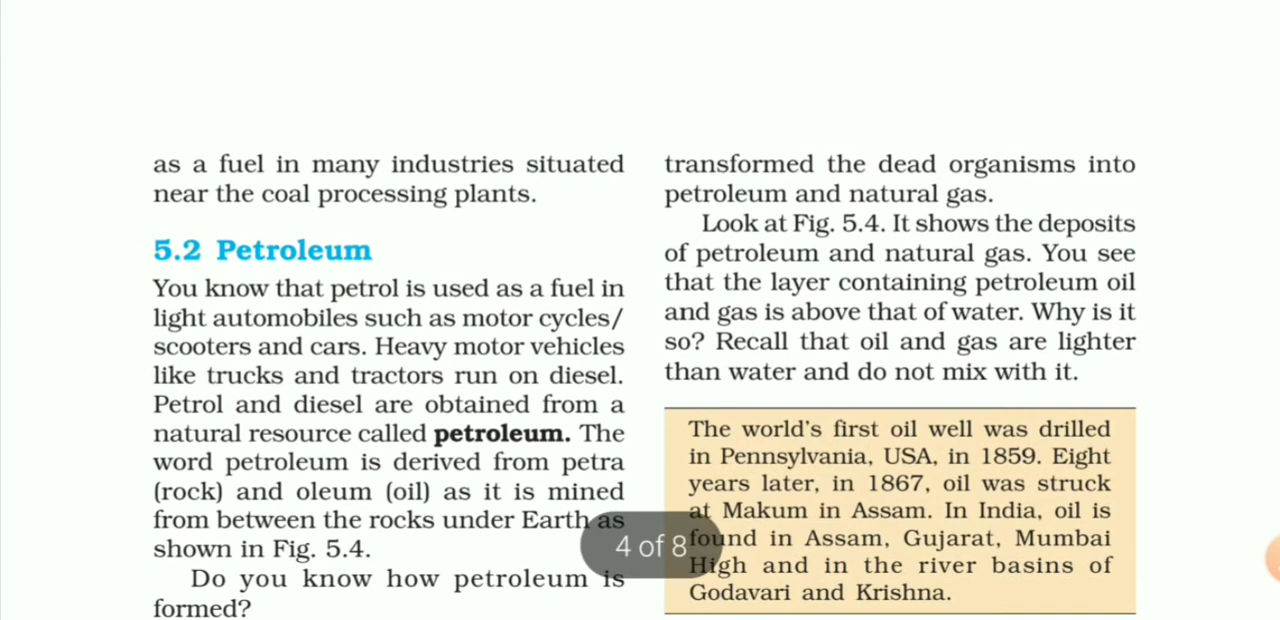 as a fuel in many industries situated
near the coal processing plants.
5.2 Petroleum
You know that petrol is used as a fuel in
light automobiles such as motor cycles/
scooters and cars. Heavy motor vehicles
like trucks and tractors run on diesel.
Petrol and diesel are obtained from a
natural resource called petroleum. The
word petroleum is derived from petra
(rock) and oleum (oil) as it is mined
from between the rocks under Earth as
shown in Fig. 5.4.
Do you know how petroleum is
formed?
transformed the dead organisms into
petroleum and natural gas.
Look at Fig. 5.4. It shows the deposits
of petroleum and natural gas. You see
that the layer containing petroleum oil
and gas is above that of water. Why is it
so? Recall that oil and gas are lighter
than water and do not mix with it.
The world's first oil well was drilled
in Pennsylvania, USA, in 1859. Eight
years later, in 1867, oil was struck
at Makum in Assam. In India, oil is
found in Assam, Gujarat, Mumbai
High and in the river basins of
Godavari and Krishna.
4 of 8